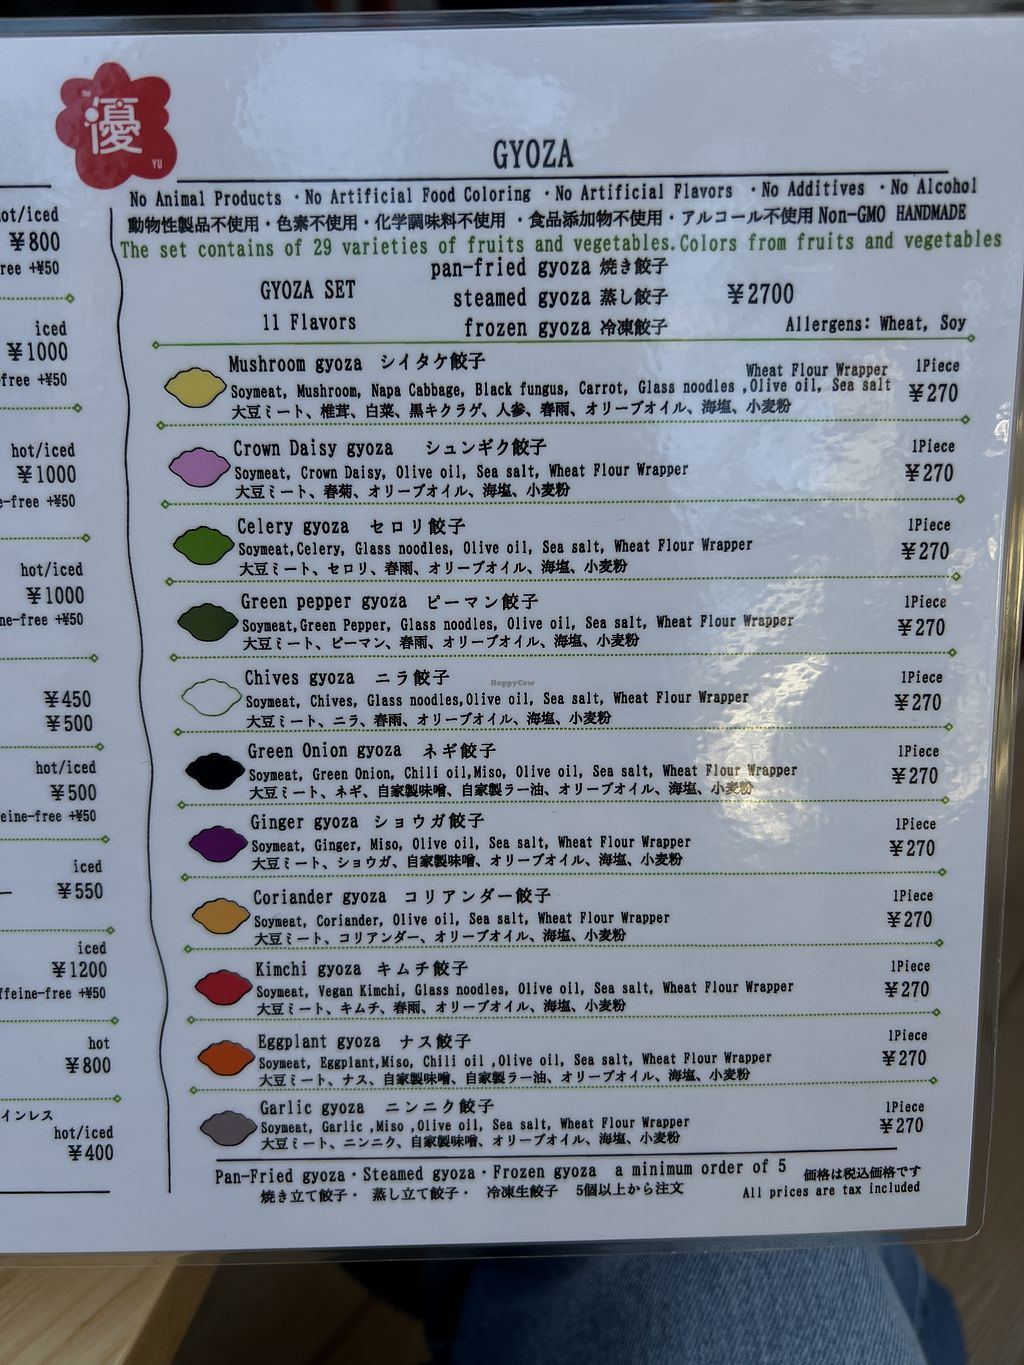 優
YU
GYOZA
No Animal Products ・No Artificial Food Coloring ・No Artificial Flavors ・No Additives ・No Alcohol
動物性製品不使用・色素不使用・化学調味料不使用 ・食品添加物不使用・アルコール不使用 Non-GMO HANDMADE
The set contains of 29 varieties of fruits and vegetables.Colors from fruits and vegetables
GYOZA SET
11 Flavors
pan-fried gyoza 焼き餃子
steamed gyoza 蒸し餃子
frozen gyoza 冷凍餃子
¥2700
Allergens: Wheat, Soy
Mushroom gyoza シイタケ餃子
Wheat Flour Wrapper
1Piece
Soymeat, Mushroom, Napa Cabbage, Black fungus, Carrot, Glass noodles ,Olive oil, Sea salt
¥270
大豆ミート、椎茸、白菜、黒キクラゲ、人参、春雨、オリーブオイル、海塩、小麦粉
Crown Daisy gyoza シュンギク餃子
1Piece
Soymeat, Crown Daisy, Olive oil, Sea salt, Wheat Flour Wrapper
¥270
大豆ミート、春菊、オリーブオイル、海塩、小麦粉
Celery gyoza セロリ餃子
1Piece
Soymeat,Celery, Glass noodles, Olive oil, Sea salt, Wheat Flour Wrapper
¥270
大豆ミート、セロリ、春雨、オリーブオイル、海塩、小麦粉
Green pepper gyoza ピーマン餃子
1Piece
Soymeat,Green Pepper, Glass noodles, Olive oil, Sea salt, Wheat Flour Wrapper
¥270
大豆ミート、ピーマン、春雨、オリーブオイル、海塩、小麦粉
Chives gyoza ニラ餃子
HappyCow
1Piece
Soymeat, Chives, Glass noodles,Olive oil, Sea salt, Wheat Flour Wrapper
¥270
大豆ミート、ニラ、春雨、オリーブオイル、海塩、小麦粉
Green Onion gyoza ネギ餃子
1Piece
Soymeat, Green Onion, Chili oil,Miso, Olive oil, Sea salt, Wheat Flour Wrapper
¥270
大豆ミート、ネギ、自家製味噌、自家製ラー油、オリーブオイル、海塩、小麦粉
Ginger gyoza ショウガ餃子
1Piece
Soymeat, Ginger, Miso, Olive oil, Sea salt, Wheat Flour Wrapper
¥270
大豆ミート、ショウガ、自家製味噌、オリーブオイル、海塩、小麦粉
Coriander gyoza コリアンダー餃子
1Piece
Soymeat, Coriander, Olive oil, Sea salt, Wheat Flour Wrapper
¥270
大豆ミート、コリアンダー、オリーブオイル、海塩、小麦粉
Kimchi gyoza キムチ餃子
1Piece
Soymeat, Vegan Kimchi, Glass noodles, Olive oil, Sea salt, Wheat Flour Wrapper
¥270
大豆ミート、キムチ、春雨、オリーブオイル、海塩、小麦粉
Eggplant gyoza ナス餃子
1Piece
Soymeat, Eggplant,Miso, Chili oil ,Olive oil, Sea salt, Wheat Flour Wrapper
¥270
大豆ミート、ナス、自家製味噌、自家製ラー油、オリーブオイル、海塩、小麦粉
Garlic gyoza ニンニク餃子
1Piece
Soymeat, Garlic ,Miso ,Olive oil, Sea salt, Wheat Flour Wrapper
¥270
大豆ミート、ニンニク、自家製味噌、オリーブオイル、海塩、小麦粉
Pan-Fried gyoza・Steamed gyoza・Frozen gyoza a minimum order of 5
価格は税込価格です
焼き立て餃子・ 蒸し立て餃子・ 冷凍生餃子 5個以上から注文
All prices are tax included
hot/iced
¥800
ree +¥50
iced
¥1000
-free +¥50
hot/iced
¥1000
e-free +¥50
hot/iced
¥1000
ne-free +¥50
¥450
¥500
hot/iced
¥500
eine-free +¥50
iced
¥550
iced
¥1200
ffeine-free +¥50
hot
¥800
インレス
hot/iced
¥400